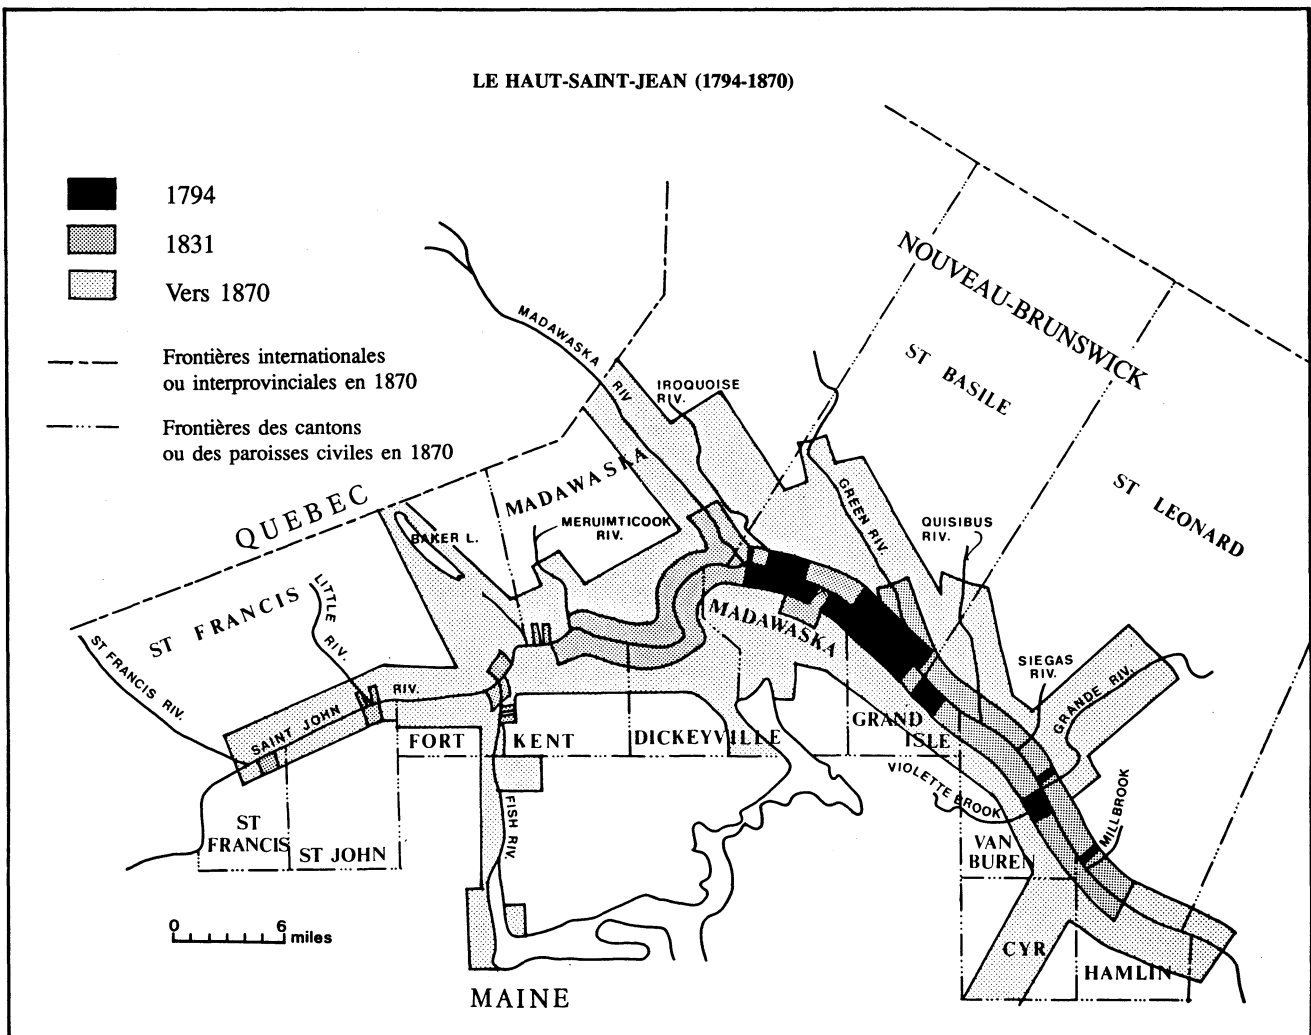 LE HAUT-SAINT-JEAN (1794-1870)
1794
1831
Vers 1870
Frontières internationales
ou interprovinciales en 1870
Frontières des cantons
ou des paroisses civiles en 1870
NOUVEAU-BRUNSWICK
ST BASILE
ST LEONARD
MADAWASKA RIV
IROQUOISE
RIV.
GREEN RIV.
QUISIBUS
RIV.
QUEBEC
MADAWASKA
MERUIMTICOOK
RIV.
BAKER L.
ST FRANCIS
LITTLE RIV.
ST FRANCIS RIV.
SAINT JOHN RIV.
MADAWASKA
SIEGAS
RIV.
GRANDE RIV.
FORT KENT
DICKEYVILLE
GRAND
ISLE
VIOLETTE BROOK
MILLBROOK
FISH RIV.
ST
FRANCIS
ST JOHN
VAN
BUREN
CYR
HAMLIN
0 6 miles
MAINE